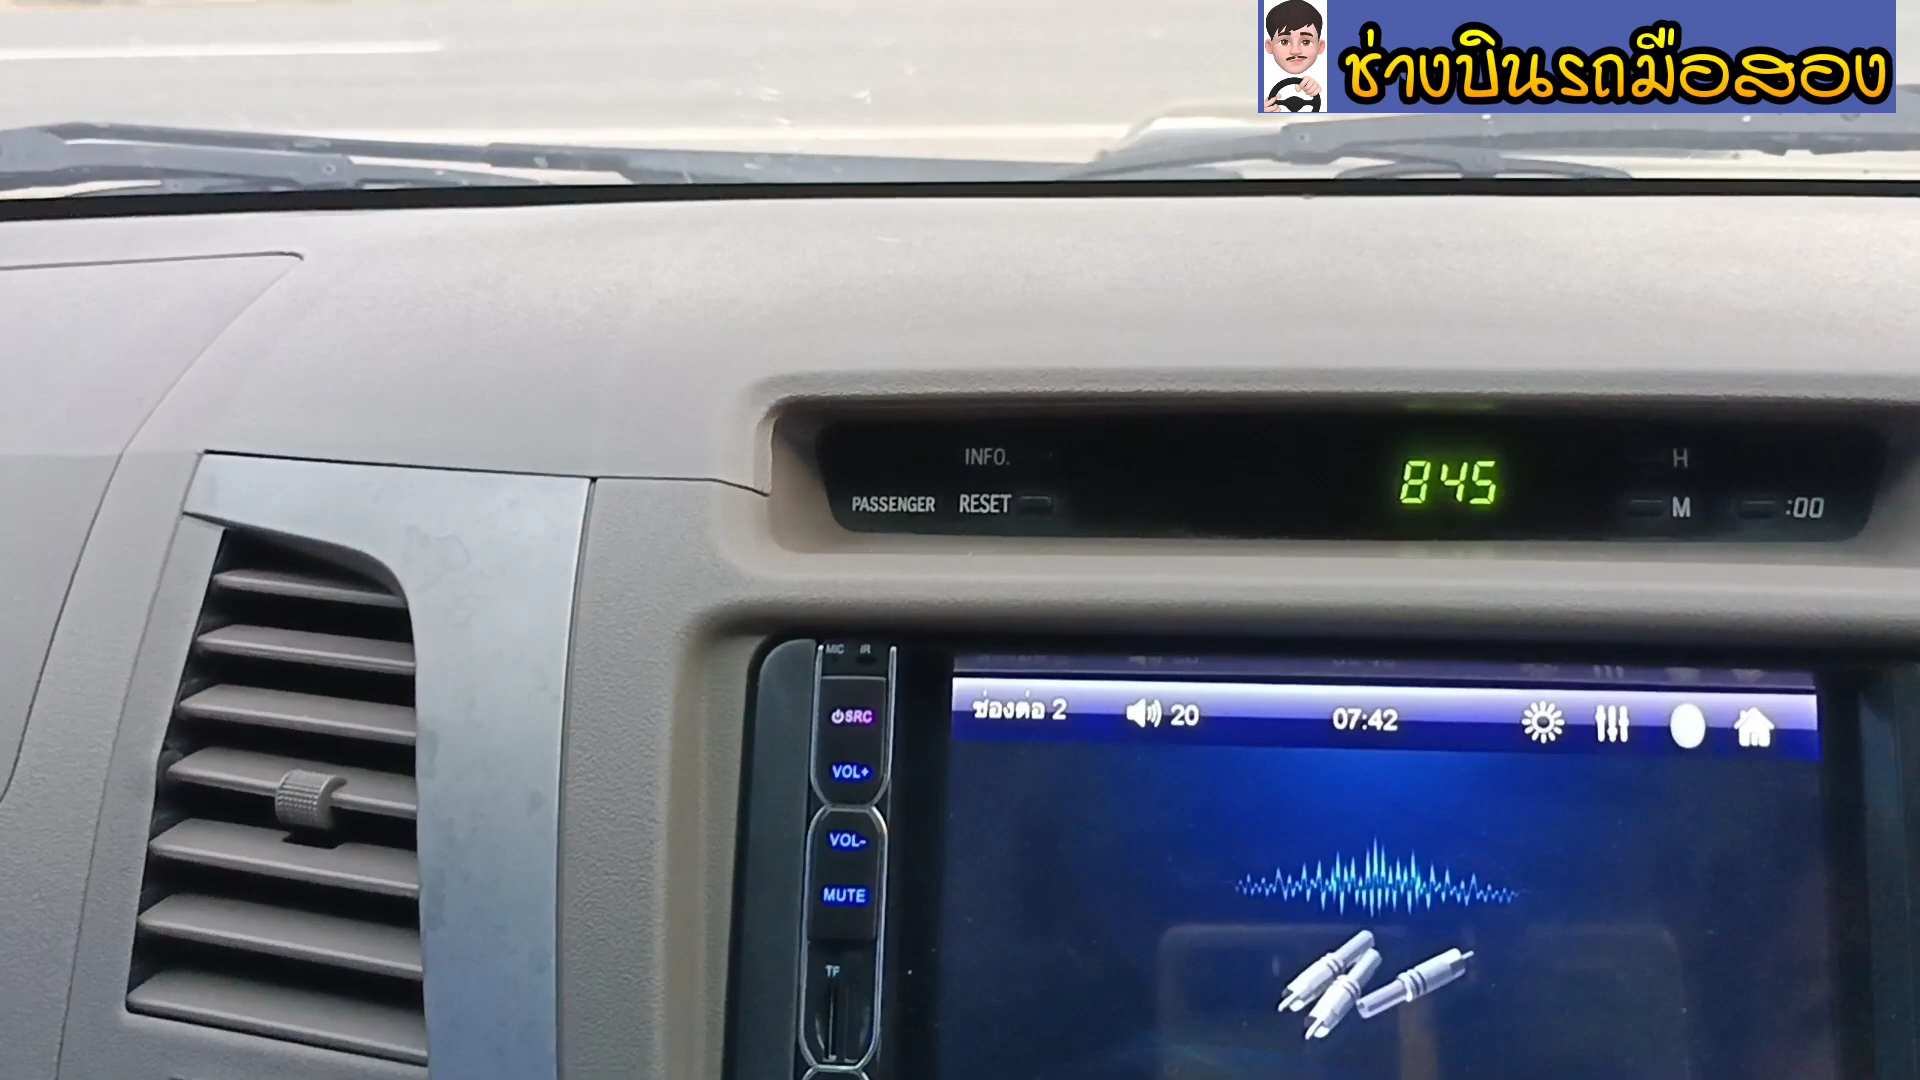 ช่างปินรถมือสอง
INFO.
845
H
PASSENGER
RESET
M
:00
MIC
IR
SRC
VOL+
VOL-
MUTE
TF
ช่องต่อ 2
20
07:42